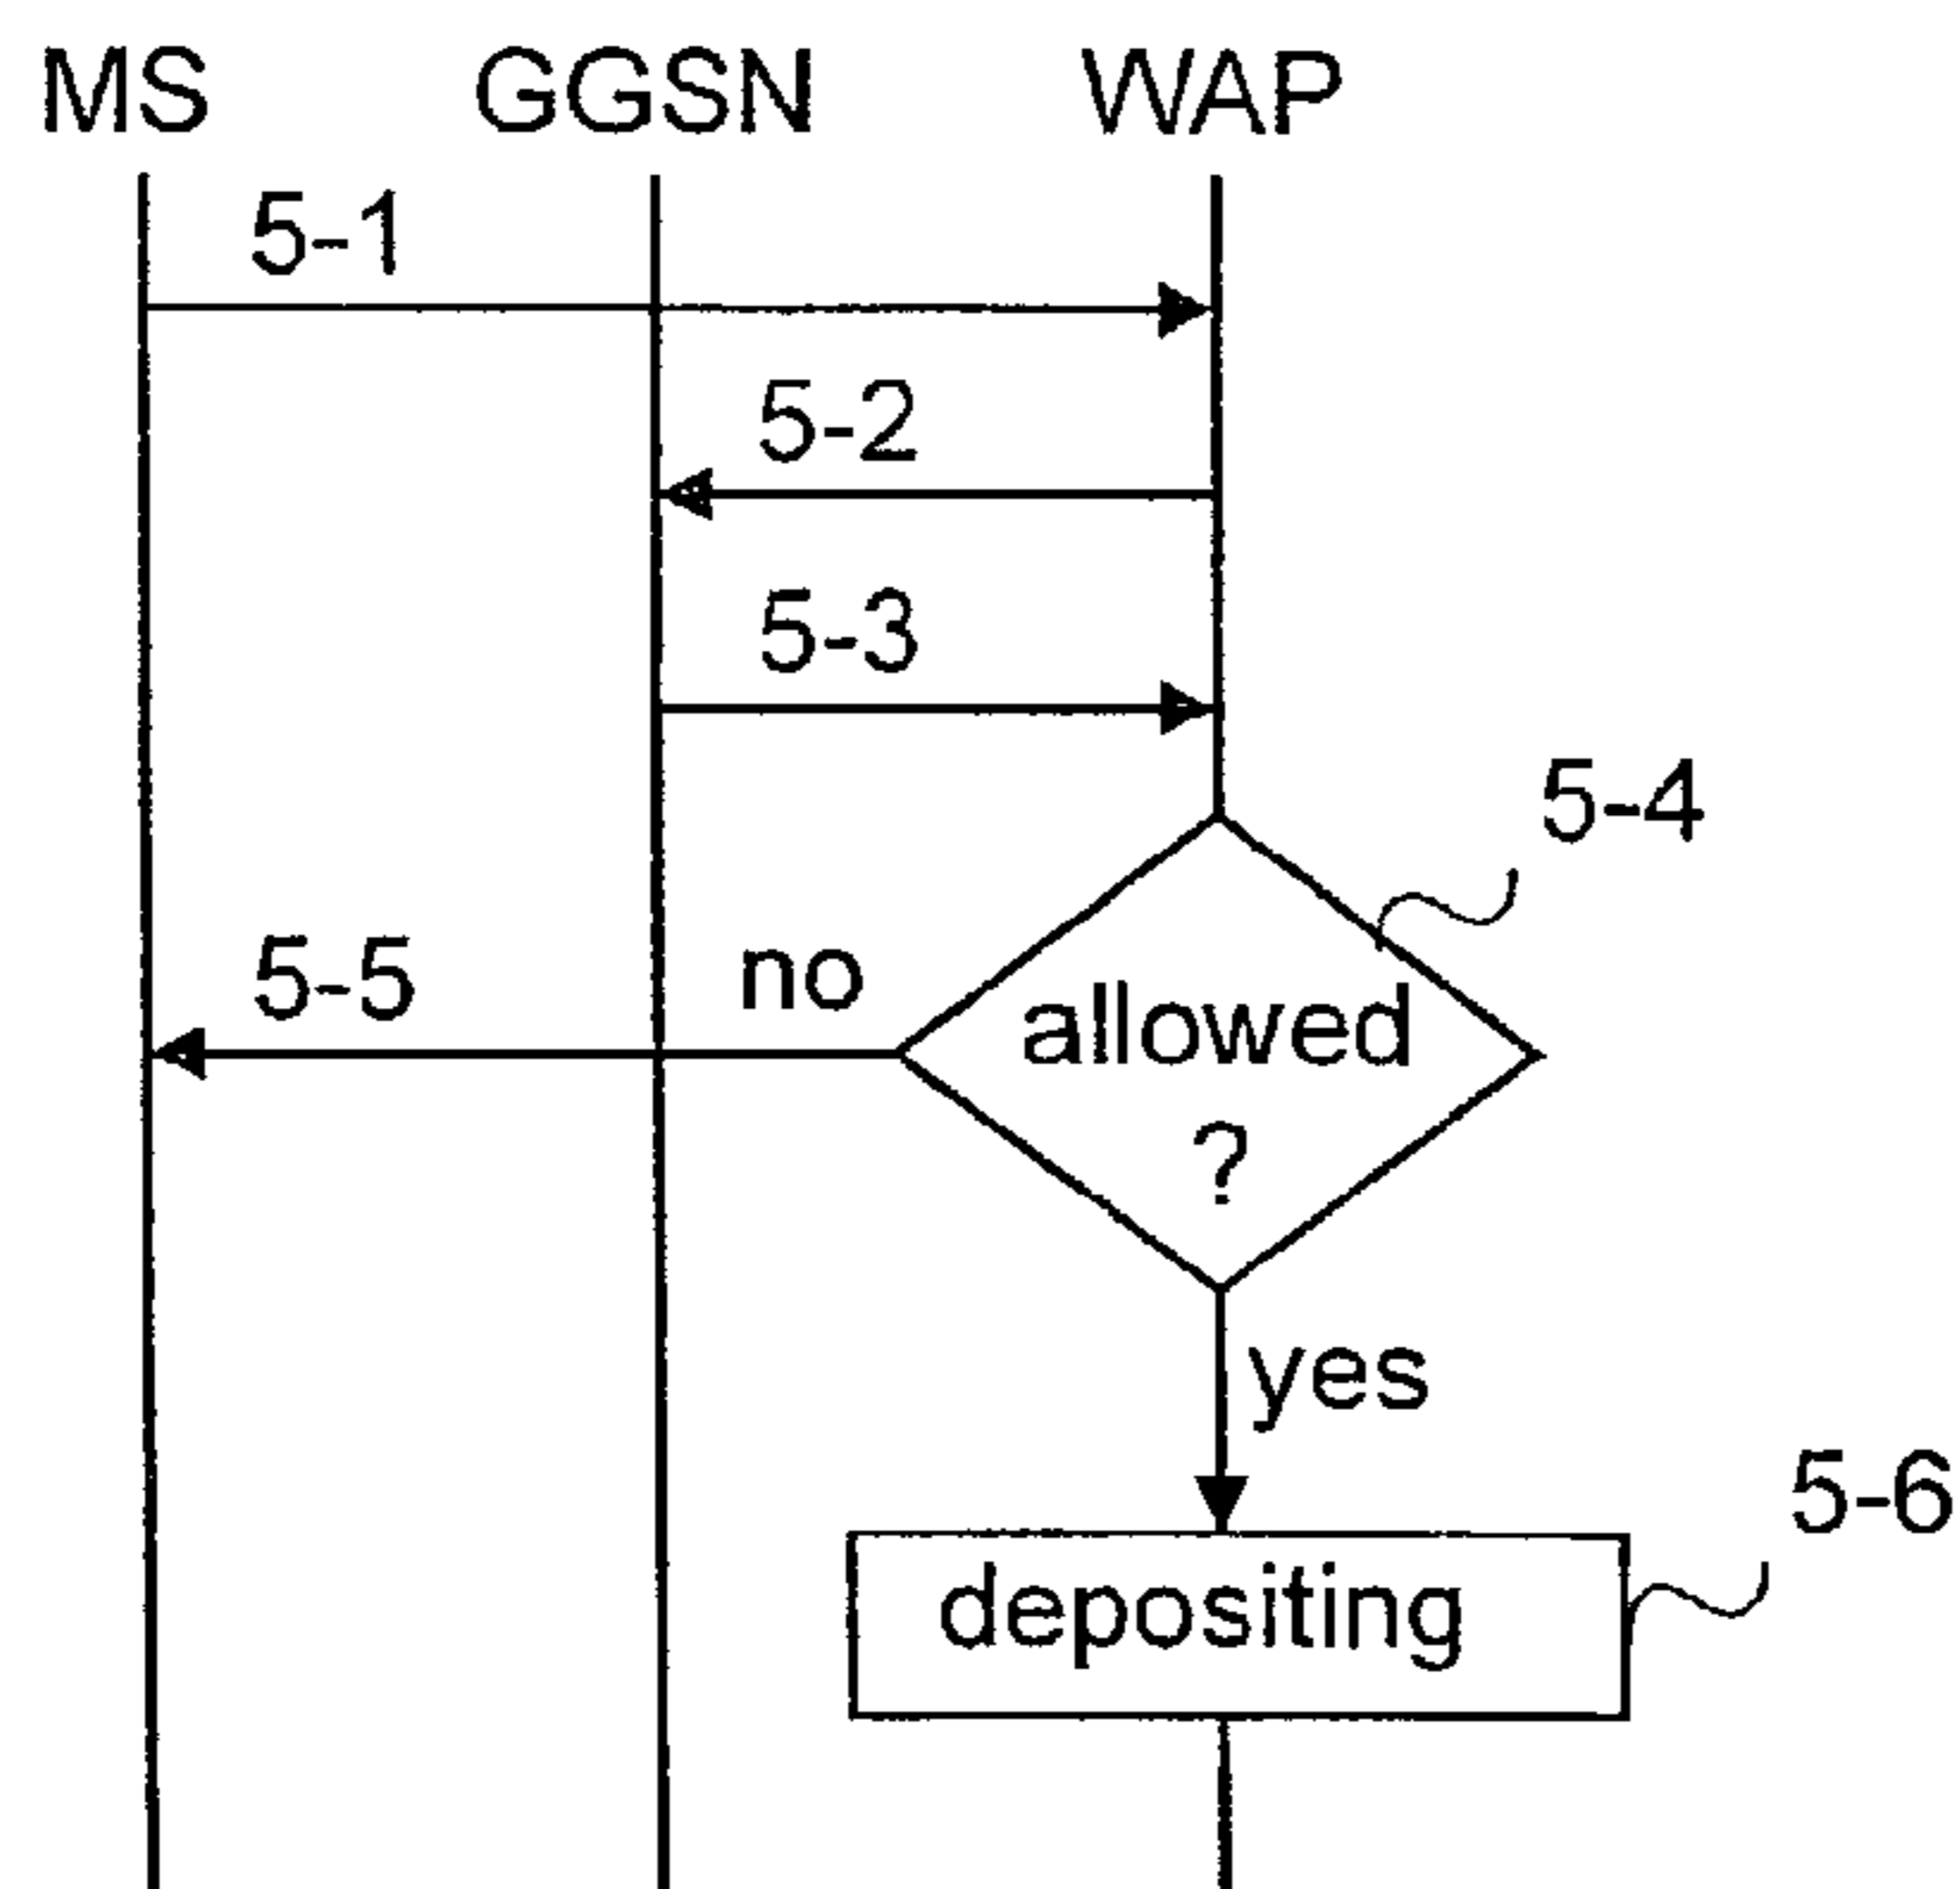 MS GGSN WAP
5-1
5-2
5-3
5-4
5-5 no
allowed
?
yes
5-6
depositing